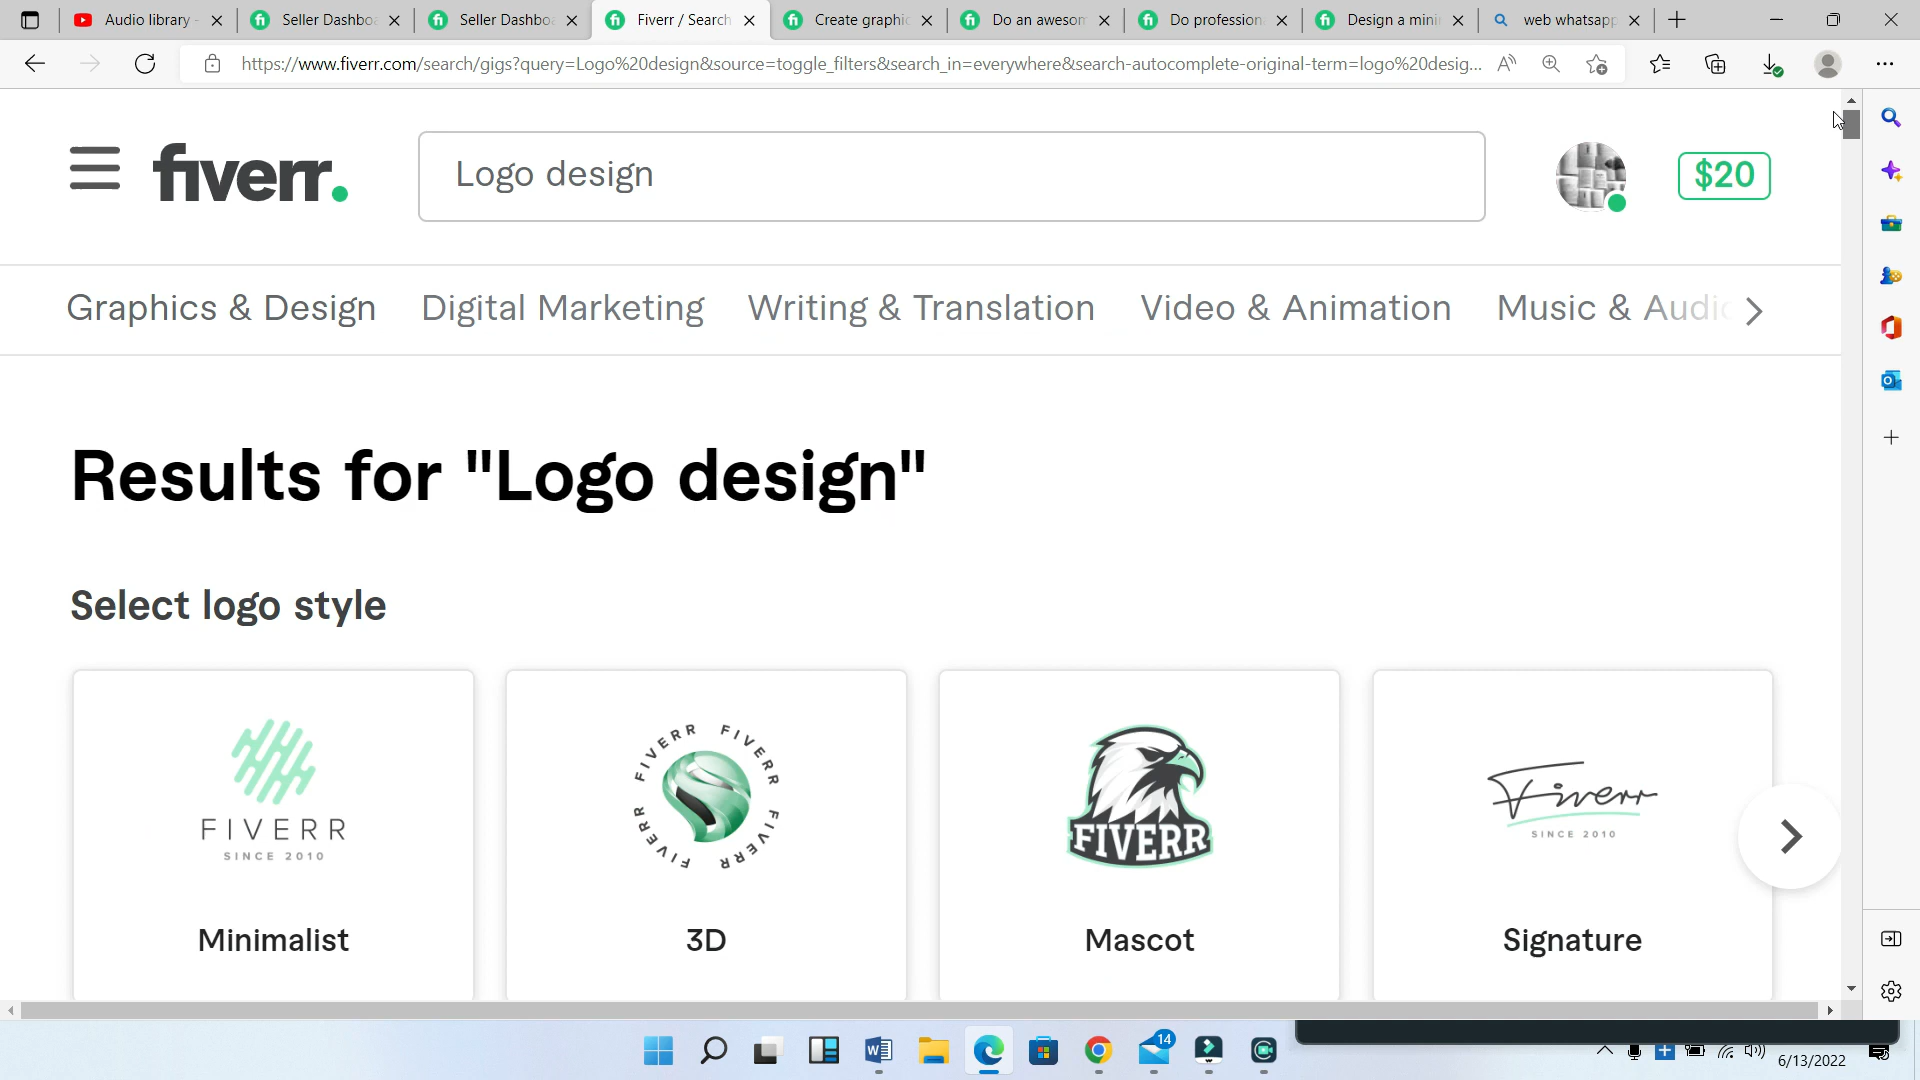 Audio library -
Seller Dashbo
Seller Dashbo
Fiverr / Search
Create graphic
Do an awesom
Do profession
Design a mini
web whatsapp
https://www.fiverr.com/search/gigs?query=Logo%20design&source=toggle_filters&search_in=everywhere&search-autocomplete-original-term=logo%20desig...
fiverr.
Logo design
$20
Graphics & Design
Digital Marketing
Writing & Translation
Video & Animation
Music & Audio
Results for "Logo design"
Select logo style
FIVERR
SINCE 2010
FIVERR FIVERR FIVERR FIVERR
FIVERR
Fiverr
SINCE 2010
Minimalist
3D
Mascot
Signature
14
6/13/2022